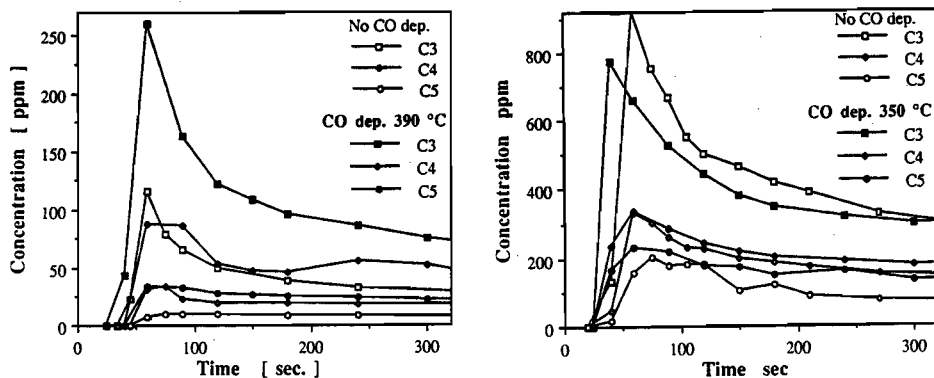 Concentration [ ppm ]
250
200
150
100
50
0
0
100
200
300
Time [ sec. ]
No CO dep.
C3
C4
C5
CO dep. 390 °C
C3
C4
C5
Concentration ppm
800
600
400
200
0
0
100
200
300
Time sec
No CO dep.
C3
C4
C5
CO dep. 350 °C
C3
C4
C5